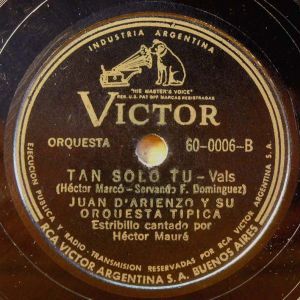 INDUSTRIA ARGENTINA
"HIS MASTER'S VOICE"
REG. U.S. PAT OFF MARCAS REGISTRADAS
VICTOR
ORQUESTA 60-0006-B
TAN SOLO TU - Vals
(Héctor Marcó - Servando F. Dominguez)
JUAN D'ARIENZO Y SU
ORQUESTA TIPICA
Estribillo cantado por
Héctor Mauré
EJECUCION PUBLICA Y RADIO-TRANSMISION RESERVADAS POR RCA VICTOR ARGENTINA S.A.
RCA VICTOR ARGENTINA S.A. BUENOS AIRES